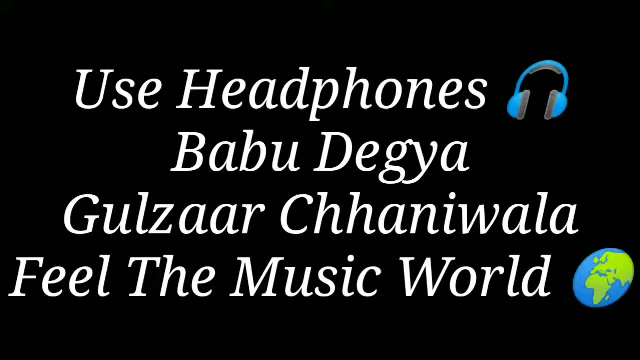 Use Headphones 🎧
Babu Degya
Gulzaar Chhaniwala
Feel The Music World 🌍